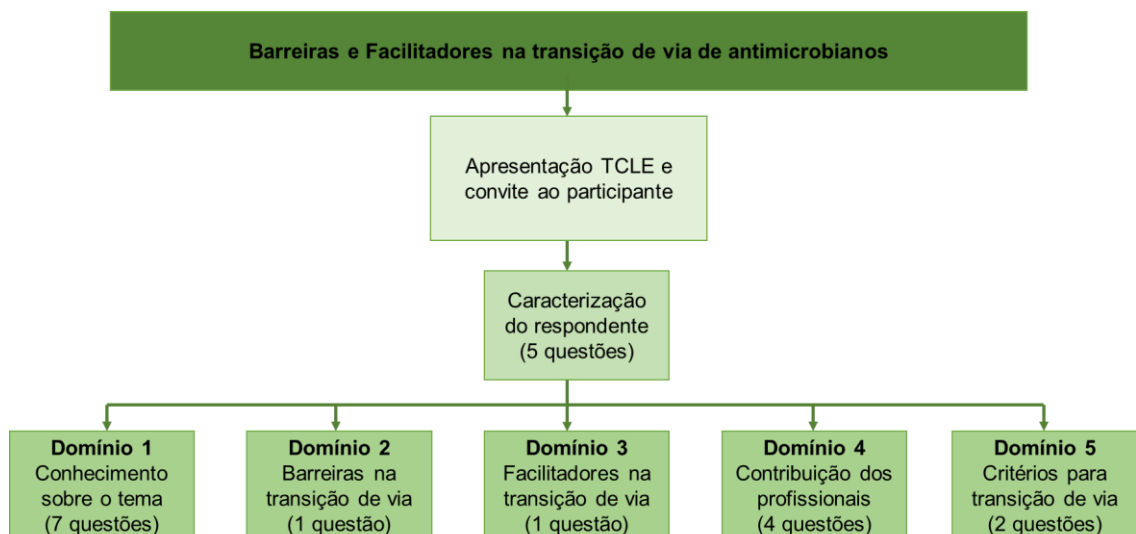 Barreiras e Facilitadores na transição de via de antimicrobianos
Apresentação TCLE e
convite ao participante
Caracterização
do respondente
(5 questões)
Domínio 1
Conhecimento
sobre o tema
(7 questões)
Domínio 2
Barreiras na
transição de via
(1 questão)
Domínio 3
Facilitadores na
transição de via
(1 questão)
Domínio 4
Contribuição dos
profissionais
(4 questões)
Domínio 5
Critérios para
transição de via
(2 questões)